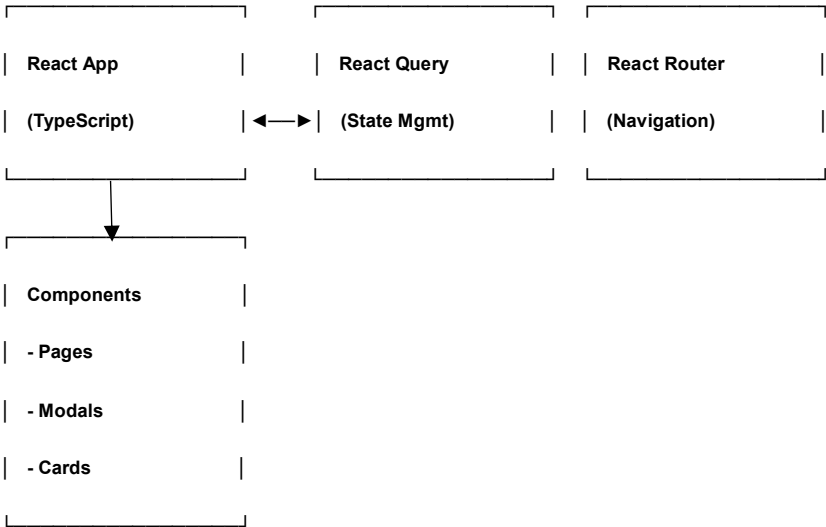 React App
(TypeScript)
React Query
(State Mgmt)
React Router
(Navigation)
Components
- Pages
- Modals
- Cards